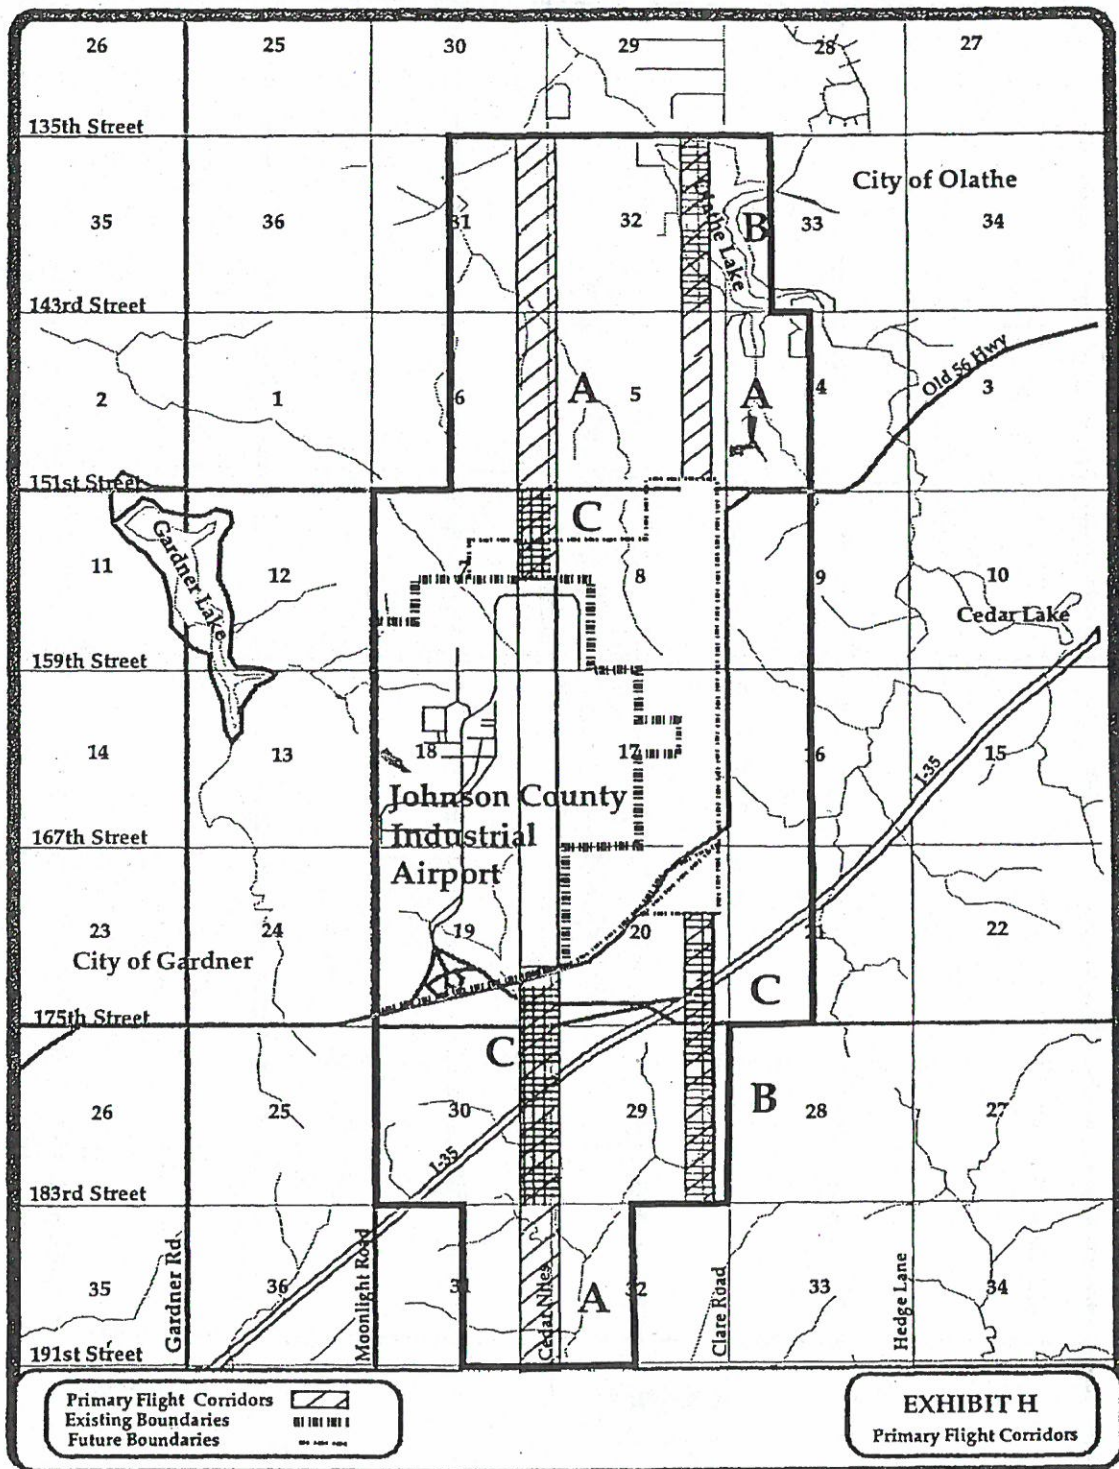 26 25 30 29 28 27
135th Street
City of Olathe
35 36 31 32 B 33 34
the Lake
143rd Street
Old 56 Hwy
2 1 6 A 5 A 4 3
151st Street
C
Gardner Lake
11 12 7 8 9 10
Cedar Lake
159th Street
14 13 18 17 16 15
I-35
Johnson County
Industrial
Airport
167th Street
23 24 19 20 21 22
City of Gardner
C
175th Street
C
B
26 25 30 29 28 27
I-35
183rd Street
35 36 31 32 33 34
A
Gardner Rd
Moonlight Road
Cedar Niles
Clare Road
Hedge Lane
191st Street
Primary Flight Corridors
Existing Boundaries
Future Boundaries
EXHIBIT H
Primary Flight Corridors